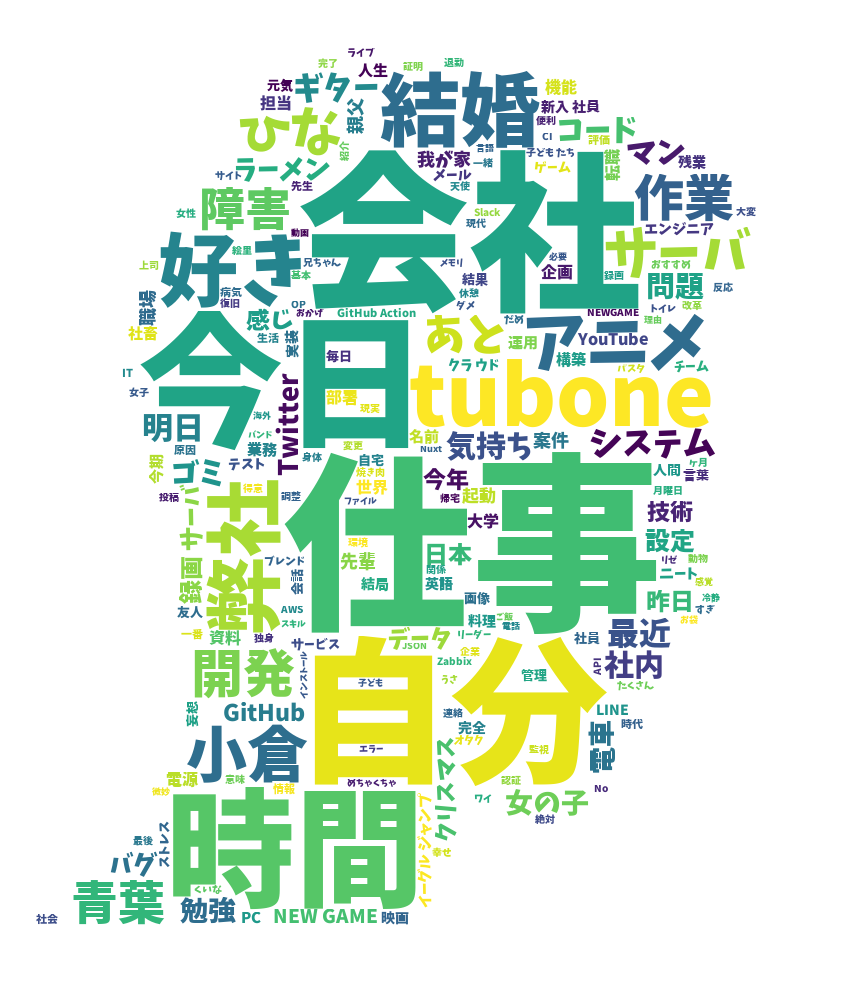 ライブ
完了
人生
証明
退勤
元気
ギター
結婚
機能
担当
親父
新入社員
ひな
便利
コード
CI
評価
紹介
言語
子どもたち
マン
ラーメン
我が家
一緒
ゲーム
転職
残業
サイト
先生
メール
天使
会社
作業
障害
女性
Slack
現代
大変
エンジニア
動画
サーバ
好き
絵里
兄ちゃん
メモリ
必要
おすすめ
上司
基本
結果
企画
録画
問題
病気
休憩
反応
復旧
職場
OP
おかげ
ダメ
GitHub Action
NEWGAME
トイレ
改革
感じ
だめ
理由
社畜
生活
実装
あと
運用
アニメ
YouTube
今日
毎日
クラウド
構築
チーム
IT
パスタ
女子
Twitter
部署
現実
tubone
海外
明日
バンド
名前
気持ち
案件
システム
原因
業務
変更
Nuxt
今期
ゴミ
テスト
身体
自宅
人間
ヶ月
焼き肉
今年
言葉
投稿
得意
調整
世界
帰宅
起動
月曜日
サーバ
弊社
ファイル
仕事
大学
技術
環境
設定
録画
ブレンド
先輩
日本
リゼ
動物
関係
ニート
会話
結局
英語
感覚
友人
AWS
画像
昨日
冷静
すぎ
スキル
料理
ご飯
電話
お袋
一番
資料
独身
サービス
データ
JSON
リーダー
社員
最近
開発
企業
Zabbix
社内
API
インストール
自分
子ども
うさ
管理
たくさん
妄想
GitHub
連絡
LINE
完全
時代
小倉
エラー
オタク
監視
電車
電源
意味
情報
めちゃくちゃ
クリスマス
認証
No
微妙
時間
ワイ
女の子
イーグルジャンプ
絶対
最後
ストレス
バグ
幸せ
青葉
くいな
勉強
PC
NEW GAME
映画
社会